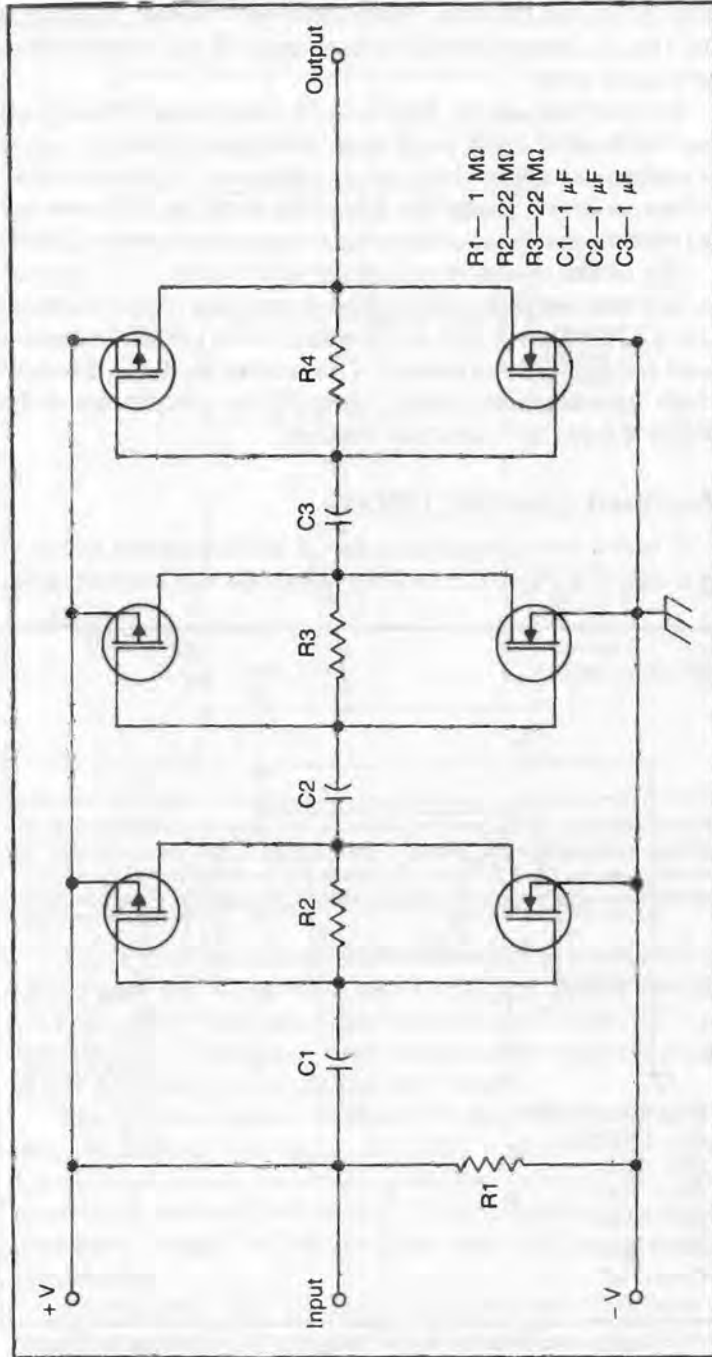 + V
Input
– V
R1
C1
R2
C2
R3
C3
R4
Output
R1— 1 MΩ
R2—22 MΩ
R3—22 MΩ
C1—1 μF
C2—1 μF
C3—.1 μF